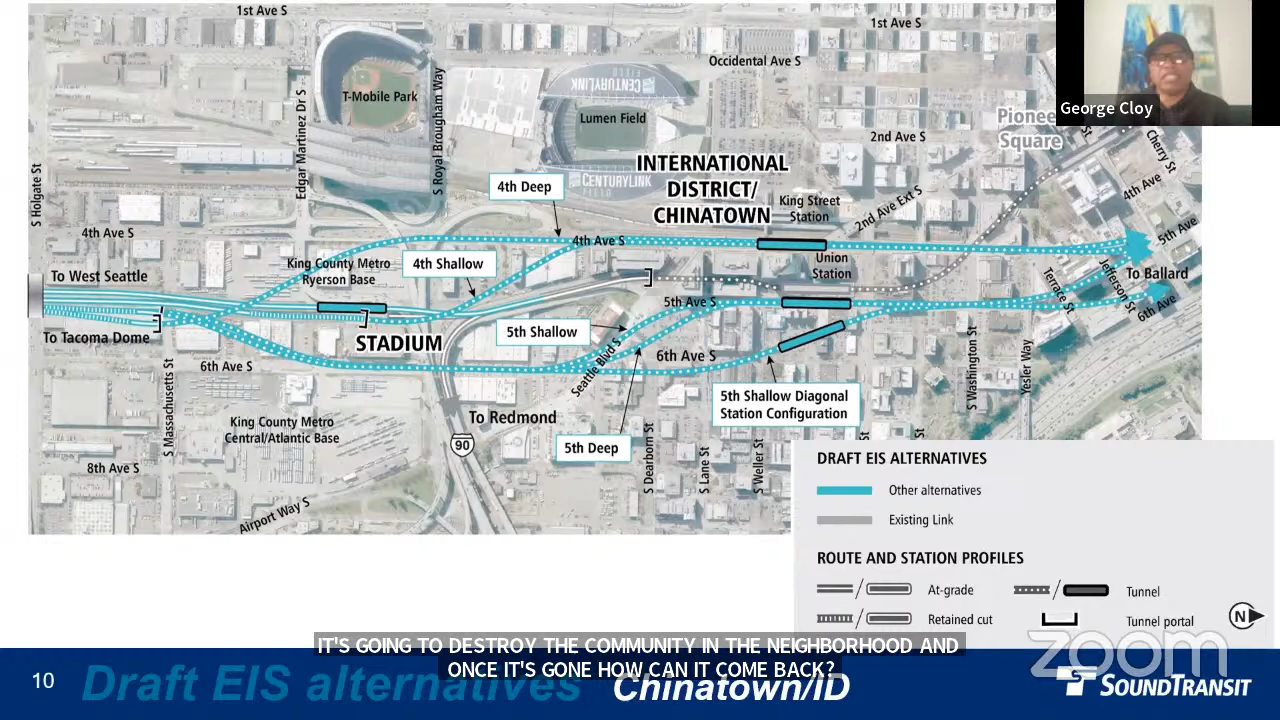 1st Ave S
1st Ave S
George Cloy
Occidental Ave S
T-Mobile Park
Edgar Martinez Dr S
S Royal Brougham Way
CENTURYLINK
FIELD
Lumen Field
CENTURYLINK
FIELD
2nd Ave S
Pionee
Square
Cherry St
St
S Holgate St
4th Ave S
4th Deep
INTERNATIONAL
DISTRICT/
CHINATOWN
King Street
Station
2nd Ave Ext S
4th Ave
5th Ave
4th Ave S
To West Seattle
King County Metro
Ryerson Base
4th Shallow
Union
Station
To Ballard
Terrace St
Jefferson St
6th Ave
5th Ave S
To Tacoma Dome
STADIUM
5th Shallow
6th Ave S
Seattle Blvd S
6th Ave S
S Massachusetts St
S Washington St
Yesler Way
5th Shallow Diagonal
Station Configuration
To Redmond
90
King County Metro
Central/Atlantic Base
5th Deep
S Dearborn St
S Lane St
S Weller St
St
St
8th Ave S
Airport Way S
DRAFT EIS ALTERNATIVES
Other alternatives
Existing Link
ROUTE AND STATION PROFILES
At-grade
Tunnel
Retained cut
Tunnel portal
N
zoom
IT'S GOING TO DESTROY THE COMMUNITY IN THE NEIGHBORHOOD AND
ONCE IT'S GONE HOW CAN IT COME BACK?
10
Draft EIS alternatives
Chinatown/ID
SOUNDTRANSIT